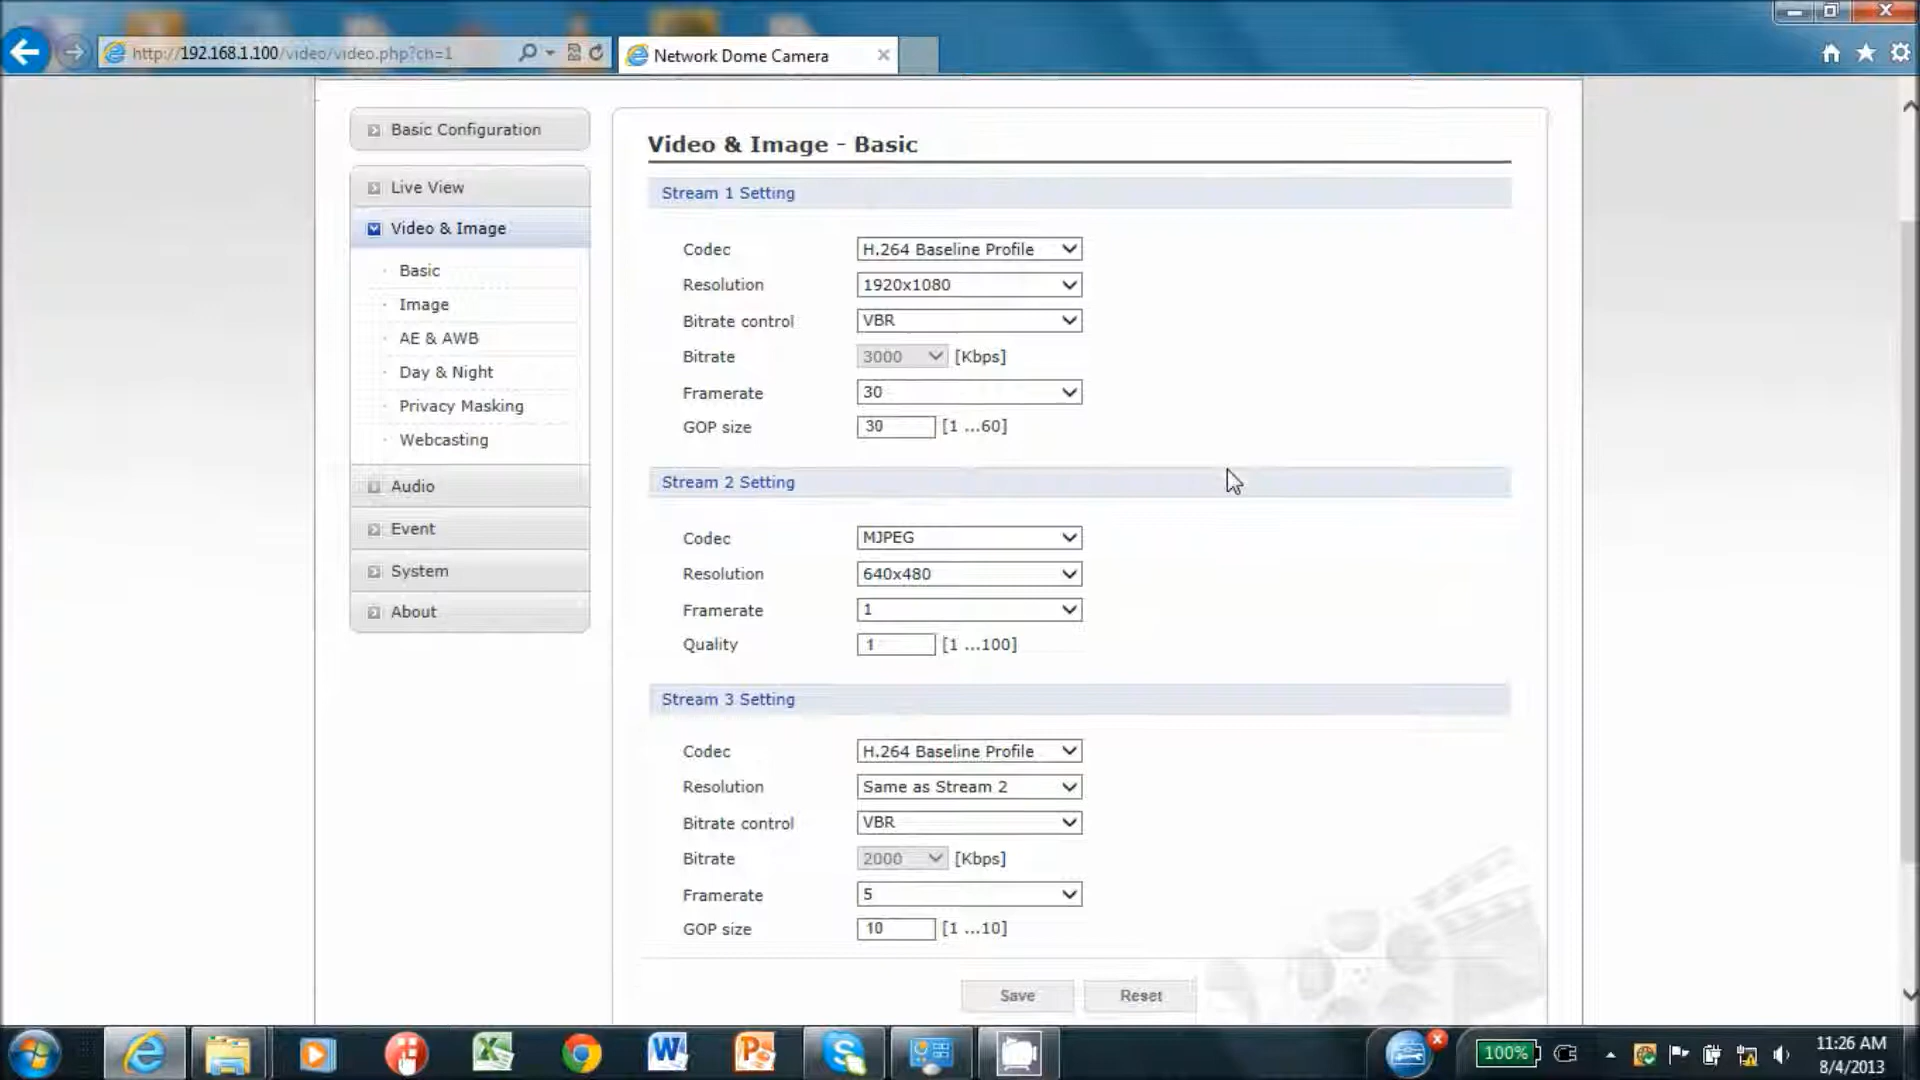 http://192.168.1.100/video/video.php?ch=1
Network Dome Camera
Basic Configuration
Live View
Video & Image
Basic
Image
AE & AWB
Day & Night
Privacy Masking
Webcasting
Audio
Event
System
About
Video & Image - Basic
Stream 1 Setting
Codec H.264 Baseline Profile
Resolution 1920x1080
Bitrate control VBR
Bitrate 3000 [Kbps]
Framerate 30
GOP size 30 [1 ...60]
Stream 2 Setting
Codec MJPEG
Resolution 640x480
Framerate 1
Quality 1 [1 ...100]
Stream 3 Setting
Codec H.264 Baseline Profile
Resolution Same as Stream 2
Bitrate control VBR
Bitrate 2000 [Kbps]
Framerate 5
GOP size 10 [1 ...10]
Save Reset
100%
11:26 AM
8/4/2013